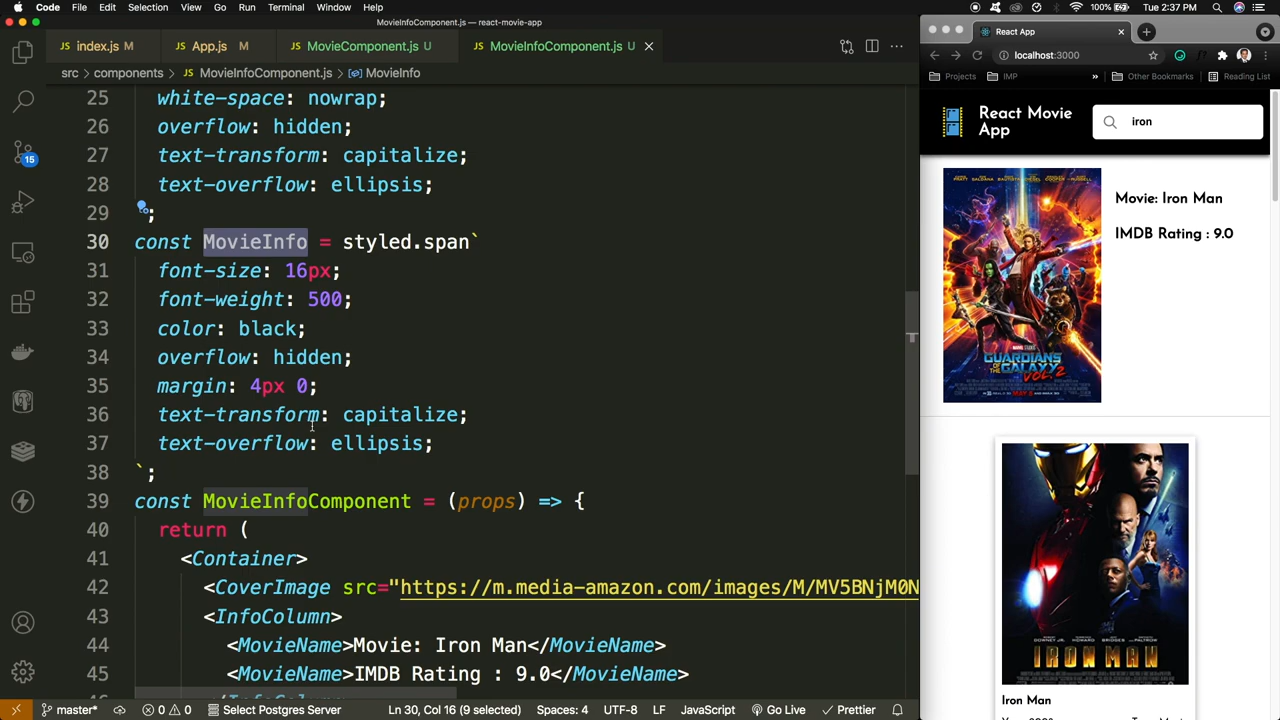 Code File Edit Selection View Go Run Terminal Window Help 100% Tue 2:37 PM
MovieInfoComponent.js — react-movie-app
JS index.js M JS App.js M JS MovieComponent.js U JS MovieInfoComponent.js U
src > components > JS MovieInfoComponent.js > MovieInfo
25 white-space: nowrap;
26 overflow: hidden;
27 text-transform: capitalize;
28 text-overflow: ellipsis;
29 ;
30 const MovieInfo = styled.span`
31 font-size: 16px;
32 font-weight: 500;
33 color: black;
34 overflow: hidden;
35 margin: 4px 0;
36 text-transform: capitalize;
37 text-overflow: ellipsis;
38 `;
39 const MovieInfoComponent = (props) => {
40 return (
41 <Container>
42 <CoverImage src="https://m.media-amazon.com/images/M/MV5BNjM0N
43 <InfoColumn>
44 <MovieName>Movie: Iron Man</MovieName>
45 <MovieName>IMDB Rating : 9.0</MovieName>
15
master* 0 0 Select Postgres Ln 30, Col 16 (9 selected) Spaces: 4 UTF-8 LF JavaScript Go Live Prettier
React App
localhost:3000
Projects IMP » Other Bookmarks Reading List
React Movie
App
iron
Movie: Iron Man
IMDB Rating : 9.0
MARVEL STUDIOS
GUARDIANS
OF THE GALAXY
VOL. 2
IRON MAN
Iron Man